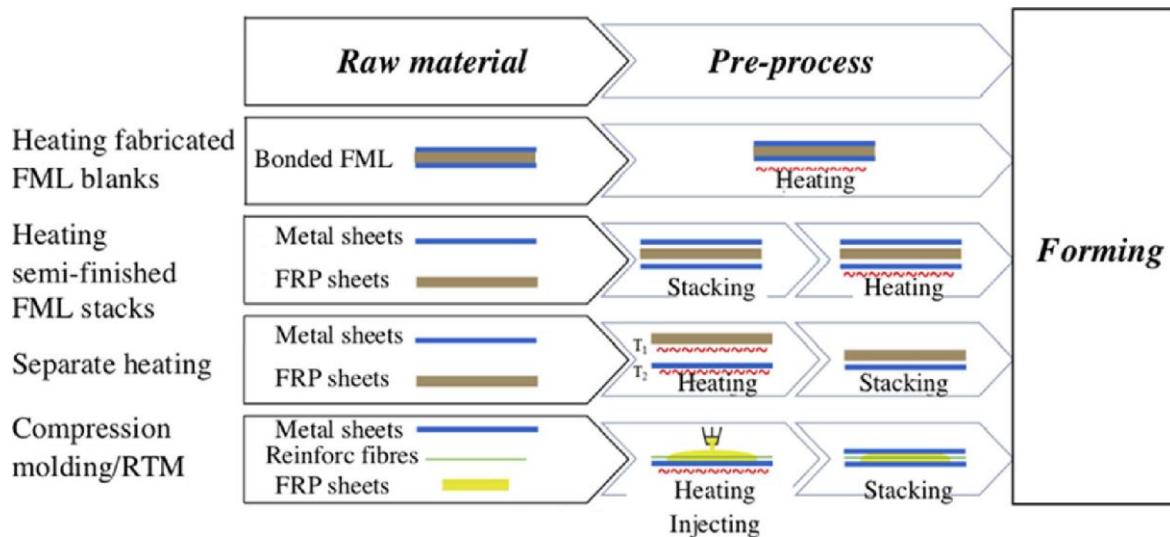 Raw material
Pre-process
Heating fabricated
FML blanks
Bonded FML
Heating
Heating
semi-finished
FML stacks
Metal sheets
FRP sheets
Stacking
Heating
Forming
Separate heating
Metal sheets
FRP sheets
T1
T2
Heating
Stacking
Compression
molding/RTM
Metal sheets
Reinforc fibres
FRP sheets
Heating
Injecting
Stacking